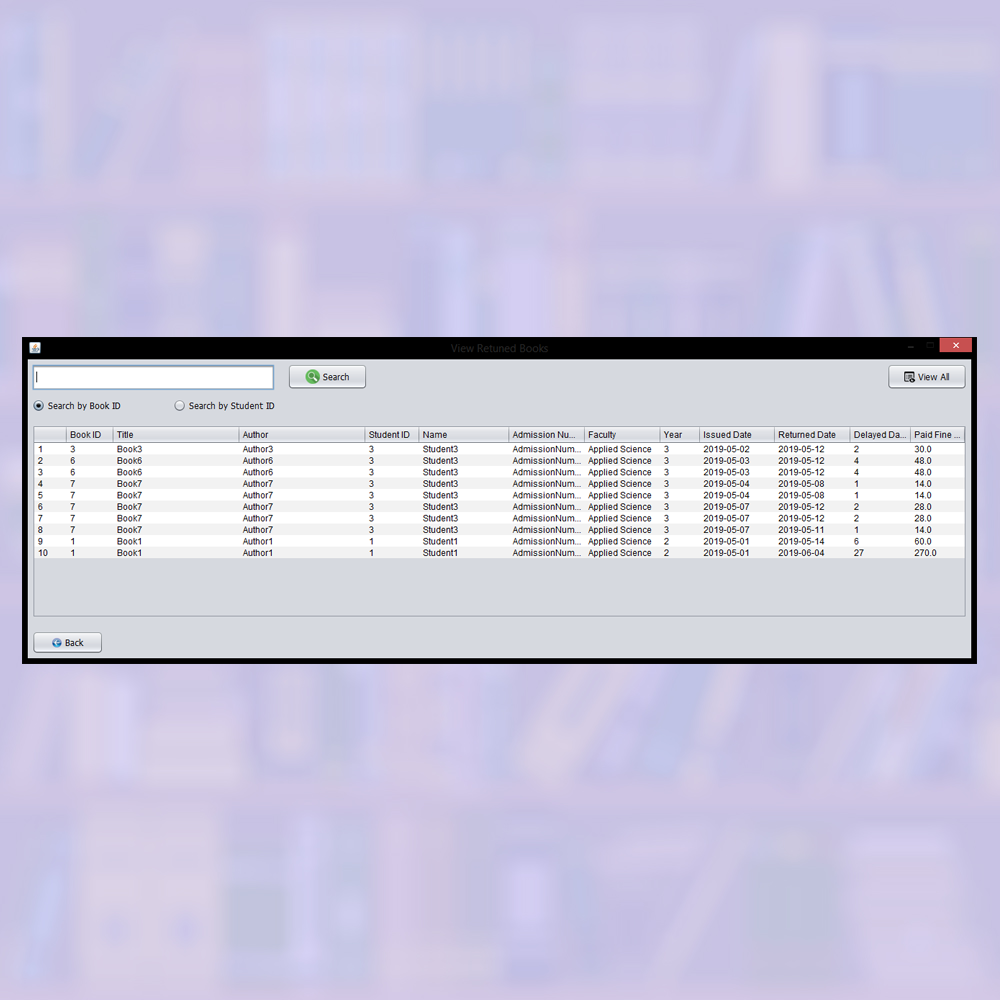 View Retuned Books
Search
View All
Search by Book ID Search by Student ID
Book ID Title Author Student ID Name Admission Nu... Faculty Year Issued Date Returned Date Delayed Da... Paid Fine ...
1 3 Book3 Author3 3 Student3 AdmissionNum... Applied Science 3 2019-05-02 2019-05-12 2 30.0
2 6 Book6 Author6 3 Student3 AdmissionNum... Applied Science 3 2019-05-03 2019-05-12 4 48.0
3 6 Book6 Author6 3 Student3 AdmissionNum... Applied Science 3 2019-05-03 2019-05-12 4 48.0
4 7 Book7 Author7 3 Student3 AdmissionNum... Applied Science 3 2019-05-04 2019-05-08 1 14.0
5 7 Book7 Author7 3 Student3 AdmissionNum... Applied Science 3 2019-05-04 2019-05-08 1 14.0
6 7 Book7 Author7 3 Student3 AdmissionNum... Applied Science 3 2019-05-07 2019-05-12 2 28.0
7 7 Book7 Author7 3 Student3 AdmissionNum... Applied Science 3 2019-05-07 2019-05-12 2 28.0
8 7 Book7 Author7 3 Student3 AdmissionNum... Applied Science 3 2019-05-07 2019-05-11 1 14.0
9 1 Book1 Author1 1 Student1 AdmissionNum... Applied Science 2 2019-05-01 2019-05-14 6 60.0
10 1 Book1 Author1 1 Student1 AdmissionNum... Applied Science 2 2019-05-01 2019-06-04 27 270.0
Back